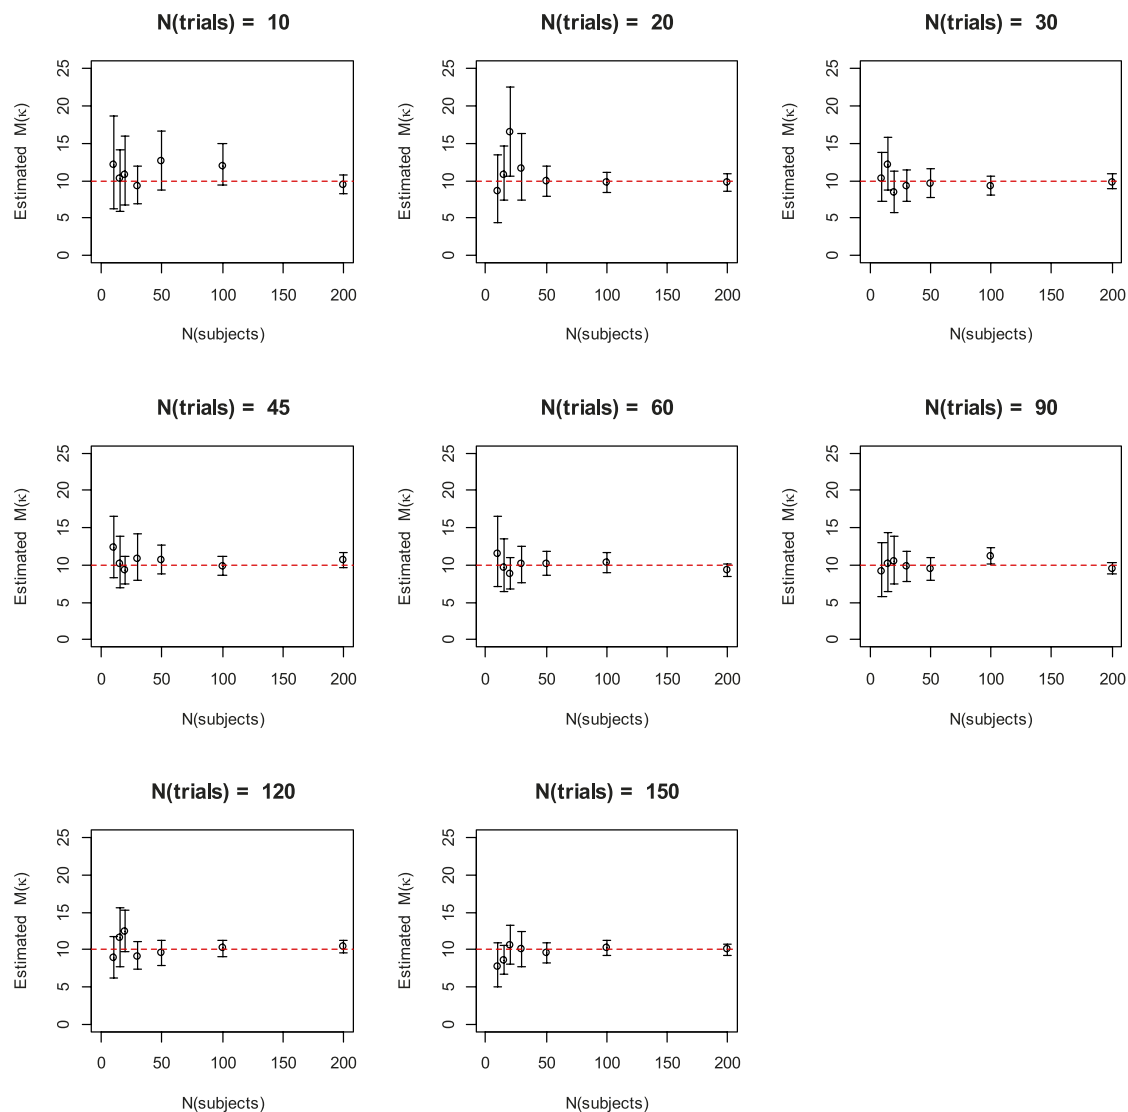 N(trials) = 10
N(trials) = 20
N(trials) = 30
Estimated M(κ)
0 5 10 15 20 25
0 50 100 150 200
N(subjects)
Estimated M(κ)
0 5 10 15 20 25
0 50 100 150 200
N(subjects)
Estimated M(κ)
0 5 10 15 20 25
0 50 100 150 200
N(subjects)
N(trials) = 45
N(trials) = 60
N(trials) = 90
Estimated M(κ)
0 5 10 15 20 25
0 50 100 150 200
N(subjects)
Estimated M(κ)
0 5 10 15 20 25
0 50 100 150 200
N(subjects)
Estimated M(κ)
0 5 10 15 20 25
0 50 100 150 200
N(subjects)
N(trials) = 120
N(trials) = 150
Estimated M(κ)
0 5 10 15 20 25
0 50 100 150 200
N(subjects)
Estimated M(κ)
0 5 10 15 20 25
0 50 100 150 200
N(subjects)